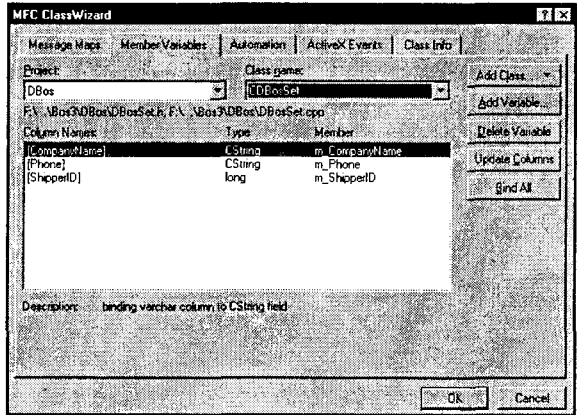 MFC ClassWizard
Message Maps Member Variables Automation ActiveX Events Class Info
Project: Class name:
DBos CDBosSet
Add Class...
F:\...\Bos3\DBos\DBosSet.h, F:\...\Bos3\DBos\DBosSet.cpp
Add Variable...
Column Names: Type Member
Delete Variable
[CompanyName] CString m_CompanyName
[Phone] CString m_Phone
Update Columns
[ShipperID] long m_ShipperID
Bind All
Description: binding varchar column to CString field
OK Cancel